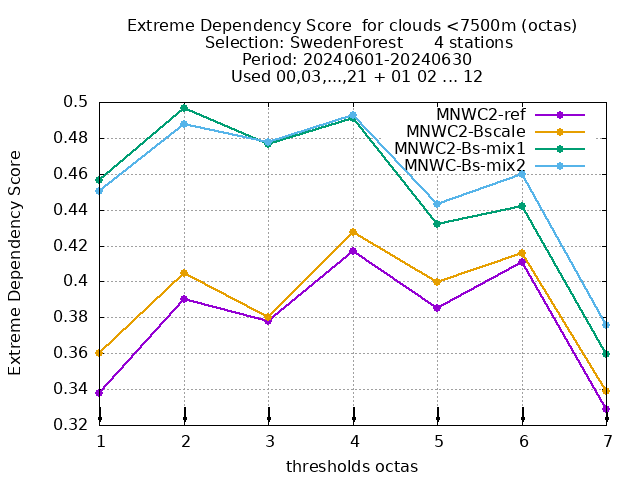 Extreme Dependency Score  for clouds <7500m (octas)
Selection: SwedenForest      4 stations
Period: 20240601-20240630
Used 00,03,...,21 + 01 02 ... 12
MNWC2-ref
MNWC2-Bscale
MNWC2-Bs-mix1
MNWC-Bs-mix2
Extreme Dependency Score
0.5
0.48
0.46
0.44
0.42
0.4
0.38
0.36
0.34
0.32
1 2 3 4 5 6 7
thresholds octas